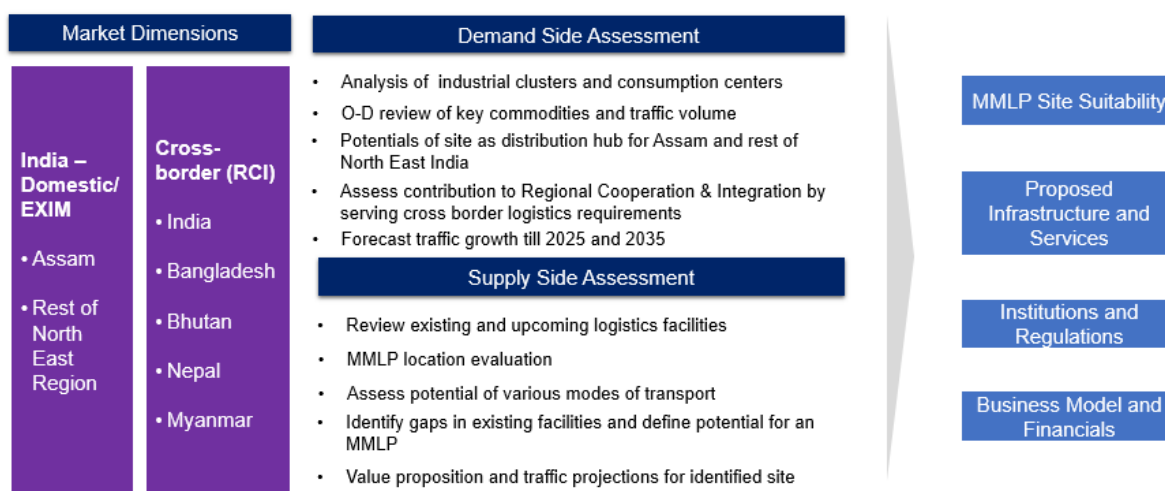 Market Dimensions
India –
Domestic/
EXIM
• Assam
• Rest of
North
East
Region
Cross-
border (RCI)
• India
• Bangladesh
• Bhutan
• Nepal
• Myanmar
Demand Side Assessment
• Analysis of industrial clusters and consumption centers
• O-D review of key commodities and traffic volume
• Potentials of site as distribution hub for Assam and rest of
North East India
• Assess contribution to Regional Cooperation & Integration by
serving cross border logistics requirements
• Forecast traffic growth till 2025 and 2035
Supply Side Assessment
• Review existing and upcoming logistics facilities
• MMLP location evaluation
• Assess potential of various modes of transport
• Identify gaps in existing facilities and define potential for an
MMLP
• Value proposition and traffic projections for identified site
MMLP Site Suitability
Proposed
Infrastructure and
Services
Institutions and
Regulations
Business Model and
Financials